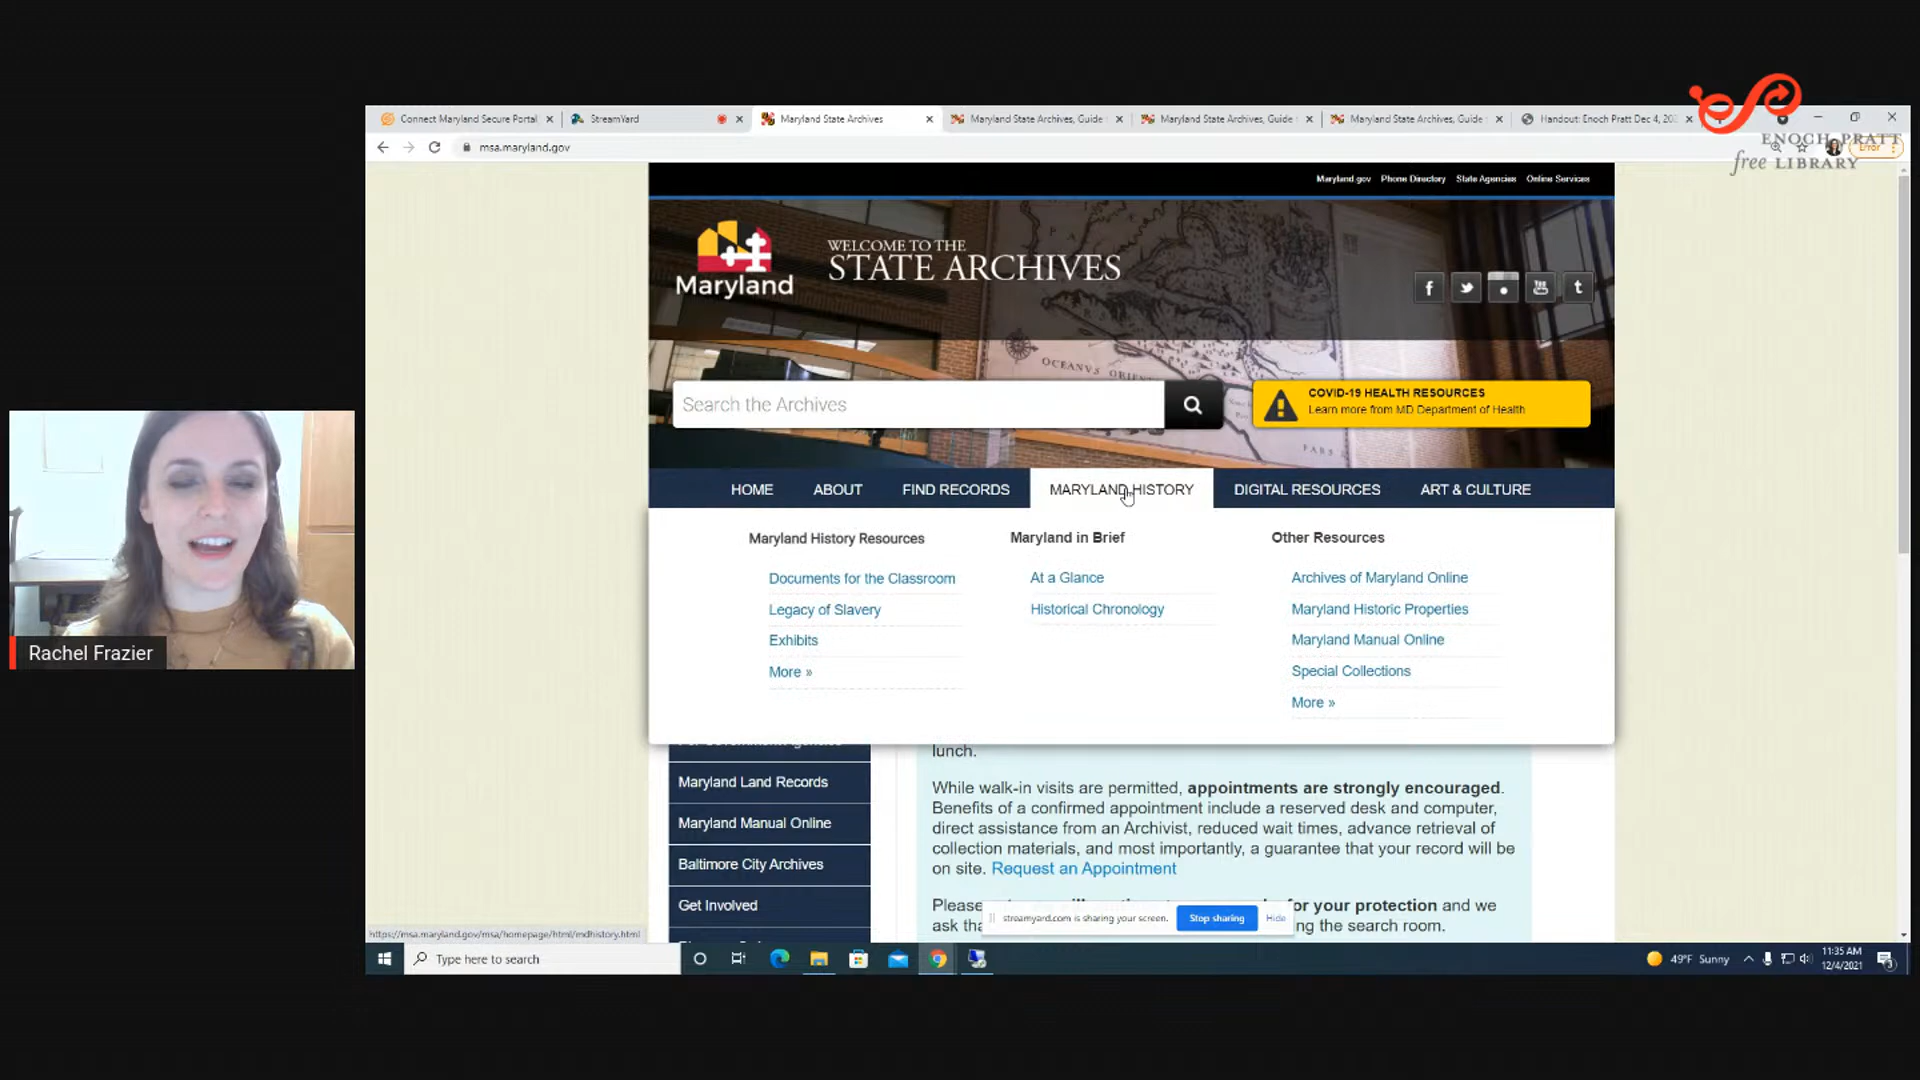 Connect Maryland Secure Portal
StreamYard
Maryland State Archives
Maryland State Archives, Guide
Maryland State Archives, Guide
Maryland State Archives, Guide
Handout: Enoch Pratt Dec 4, 202
msa.maryland.gov
Error
ENOCH PRATT
free LIBRARY
Maryland.gov Phone Directory State Agencies Online Services
Maryland
WELCOME TO THE
STATE ARCHIVES
OCEANVS ORIEN
PARS
Search the Archives
COVID-19 HEALTH RESOURCES
Learn more from MD Department of Health
HOME ABOUT FIND RECORDS MARYLAND HISTORY DIGITAL RESOURCES ART & CULTURE
Maryland History Resources
Documents for the Classroom
Legacy of Slavery
Exhibits
More »
Maryland in Brief
At a Glance
Historical Chronology
Other Resources
Archives of Maryland Online
Maryland Historic Properties
Maryland Manual Online
Special Collections
More »
Rachel Frazier
Maryland Land Records
Maryland Manual Online
Baltimore City Archives
Get Involved
lunch.
While walk-in visits are permitted, appointments are strongly encouraged.
Benefits of a confirmed appointment include a reserved desk and computer,
direct assistance from an Archivist, reduced wait times, advance retrieval of
collection materials, and most importantly, a guarantee that your record will be
on site. Request an Appointment
Please for your protection and we
ask tha ng the search room.
streamyard.com is sharing your screen. Stop sharing Hide
https://msa.maryland.gov/msa/homepage/html/mdhistory.html
Type here to search
49°F Sunny
11:35 AM
12/4/2021